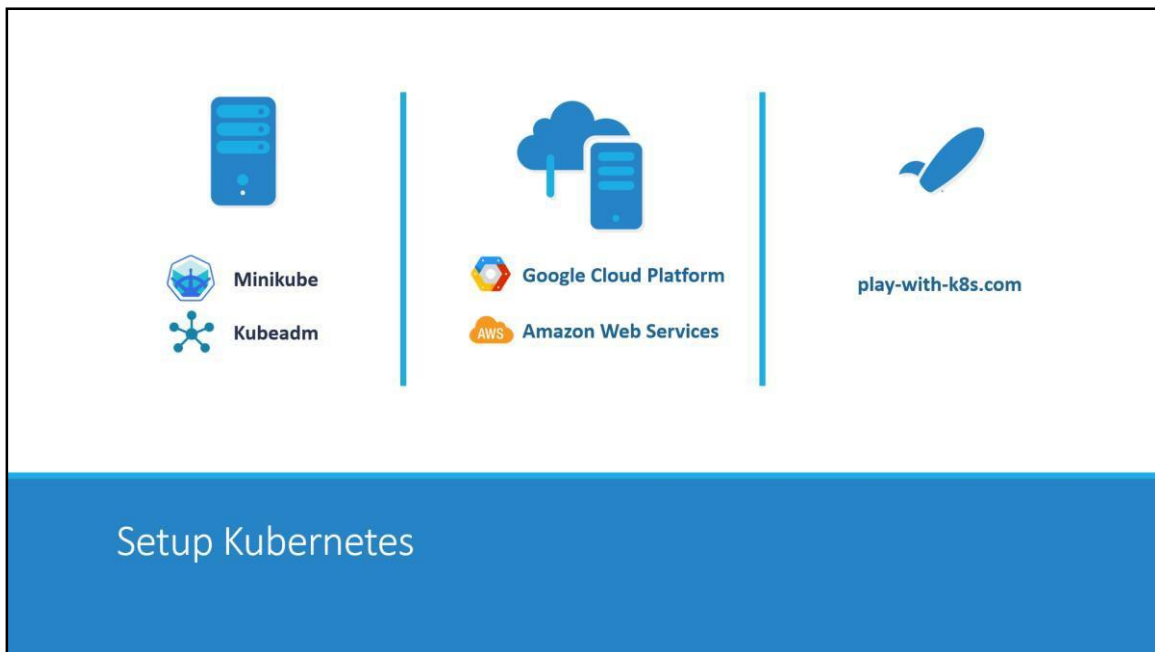 Minikube
Kubeadm
Google Cloud Platform
AWS
Amazon Web Services
play-with-k8s.com
Setup Kubernetes